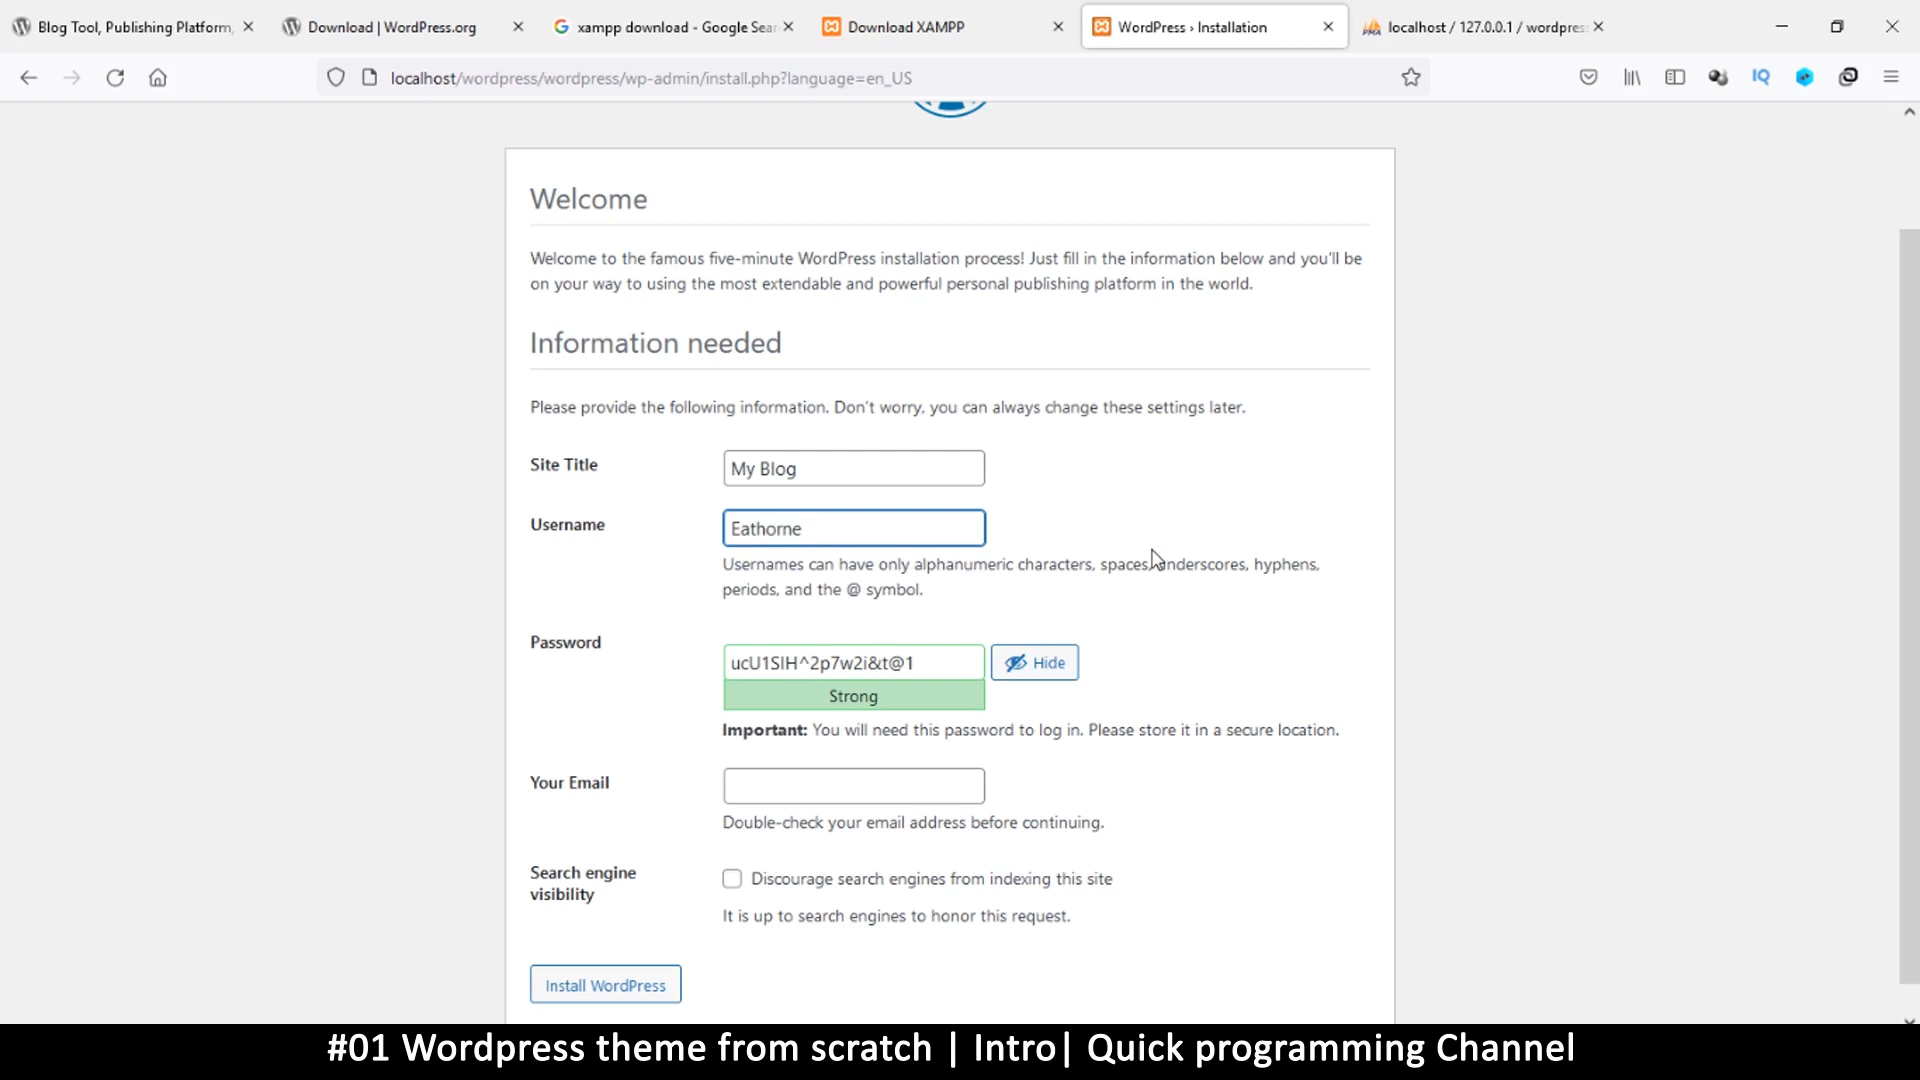 Blog Tool, Publishing Platform,
Download | WordPress.org
xampp download - Google Sear
Download XAMPP
WordPress › Installation
localhost / 127.0.0.1 / wordpres
localhost/wordpress/wordpress/wp-admin/install.php?language=en_US
IQ
Welcome
Welcome to the famous five-minute WordPress installation process! Just fill in the information below and you'll be
on your way to using the most extendable and powerful personal publishing platform in the world.
Information needed
Please provide the following information. Don't worry, you can always change these settings later.
Site Title
My Blog
Username
Eathorne
Usernames can have only alphanumeric characters, spaces, underscores, hyphens,
periods, and the @ symbol.
Password
ucU1SIH^2p7w2i&t@1
Hide
Strong
Important: You will need this password to log in. Please store it in a secure location.
Your Email
Double-check your email address before continuing.
Search engine
visibility
Discourage search engines from indexing this site
It is up to search engines to honor this request.
Install WordPress
#01 Wordpress theme from scratch | Intro| Quick programming Channel